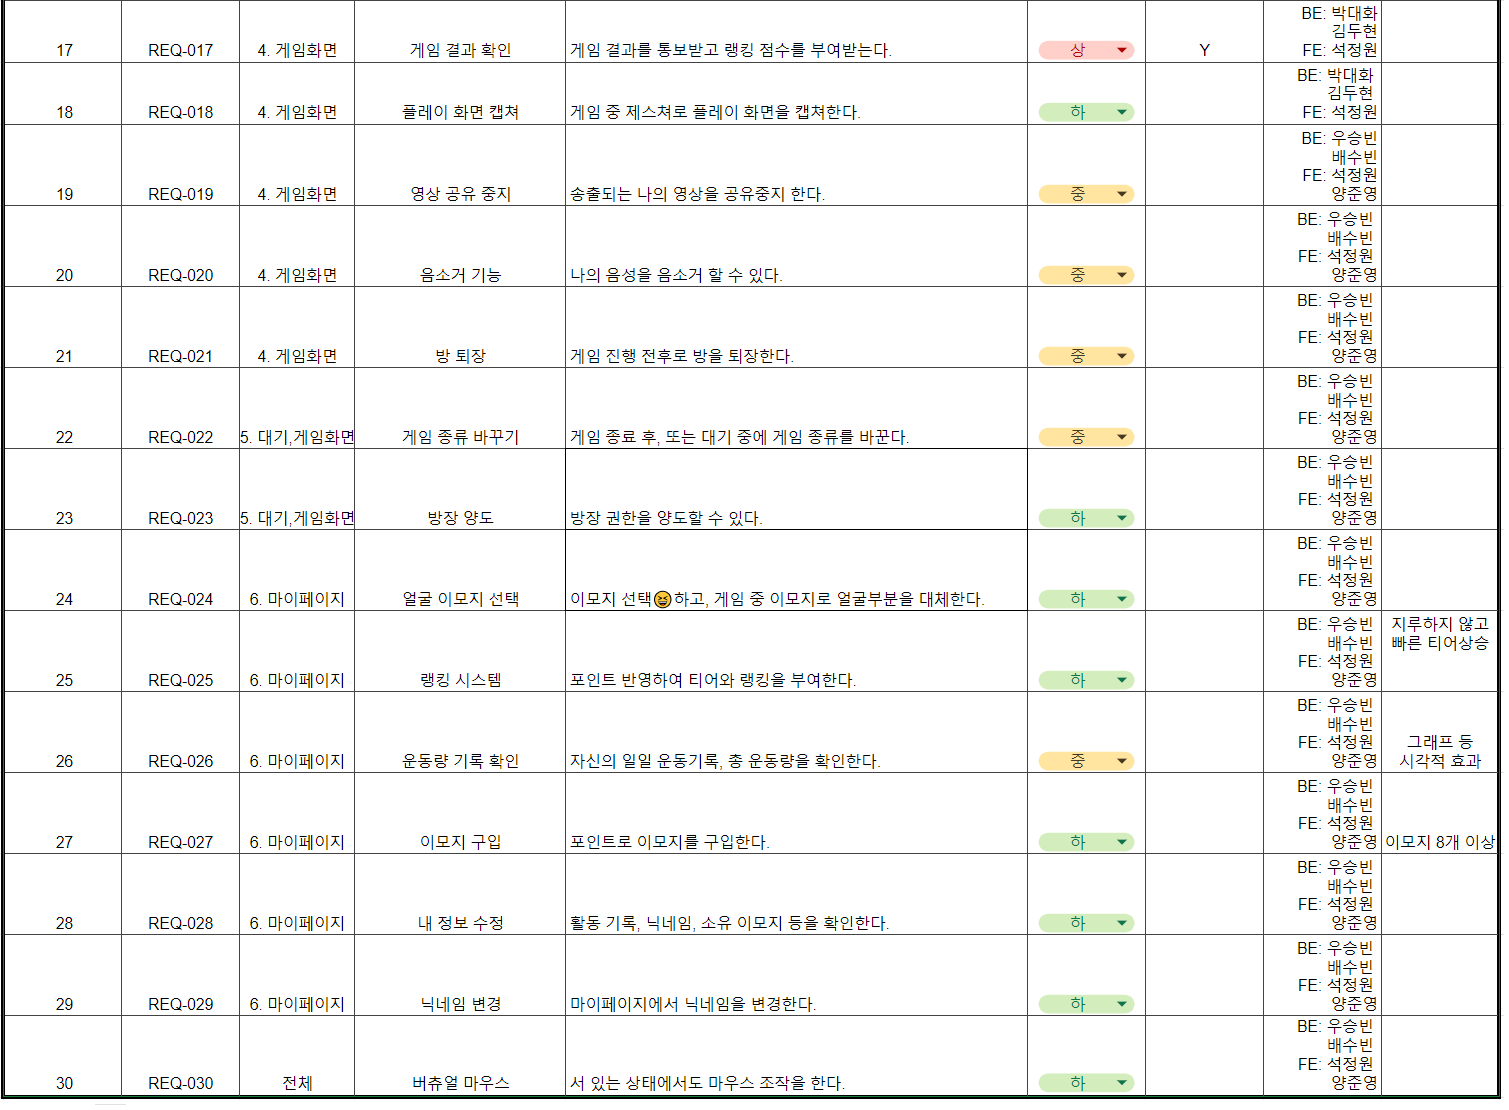 17 REQ-017 4. 게임화면 게임 결과 확인 게임 결과를 통보받고 랭킹 점수를 부여받는다. 상 Y BE: 박대화
김두현
FE: 석정원
18 REQ-018 4. 게임화면 플레이 화면 캡쳐 게임 중 제스쳐로 플레이 화면을 캡쳐한다. 하 BE: 박대화
김두현
FE: 석정원
19 REQ-019 4. 게임화면 영상 공유 중지 송출되는 나의 영상을 공유중지 한다. 중 BE: 우승빈
배수빈
FE: 석정원
양준영
20 REQ-020 4. 게임화면 음소거 기능 나의 음성을 음소거 할 수 있다. 중 BE: 우승빈
배수빈
FE: 석정원
양준영
21 REQ-021 4. 게임화면 방 퇴장 게임 진행 전후로 방을 퇴장한다. 중 BE: 우승빈
배수빈
FE: 석정원
양준영
22 REQ-022 5. 대기,게임화면 게임 종류 바꾸기 게임 종료 후, 또는 대기 중에 게임 종류를 바꾼다. 중 BE: 우승빈
배수빈
FE: 석정원
양준영
23 REQ-023 5. 대기,게임화면 방장 양도 방장 권한을 양도할 수 있다. 하 BE: 우승빈
배수빈
FE: 석정원
양준영
24 REQ-024 6. 마이페이지 얼굴 이모지 선택 이모지 선택😆하고, 게임 중 이모지로 얼굴부분을 대체한다. 하 BE: 우승빈
배수빈
FE: 석정원
양준영
25 REQ-025 6. 마이페이지 랭킹 시스템 포인트 반영하여 티어와 랭킹을 부여한다. 하 BE: 우승빈
배수빈
FE: 석정원
양준영
지루하지 않고
빠른 티어상승
26 REQ-026 6. 마이페이지 운동량 기록 확인 자신의 일일 운동기록, 총 운동량을 확인한다. 중 BE: 우승빈
배수빈
FE: 석정원
양준영
그래프 등
시각적 효과
27 REQ-027 6. 마이페이지 이모지 구입 포인트로 이모지를 구입한다. 하 BE: 우승빈
배수빈
FE: 석정원
양준영
이모지 8개 이상
28 REQ-028 6. 마이페이지 내 정보 수정 활동 기록, 닉네임, 소유 이모지 등을 확인한다. 하 BE: 우승빈
배수빈
FE: 석정원
양준영
29 REQ-029 6. 마이페이지 닉네임 변경 마이페이지에서 닉네임을 변경한다. 하 BE: 우승빈
배수빈
FE: 석정원
양준영
30 REQ-030 전체 버츄얼 마우스 서 있는 상태에서도 마우스 조작을 한다. 하 BE: 우승빈
배수빈
FE: 석정원
양준영